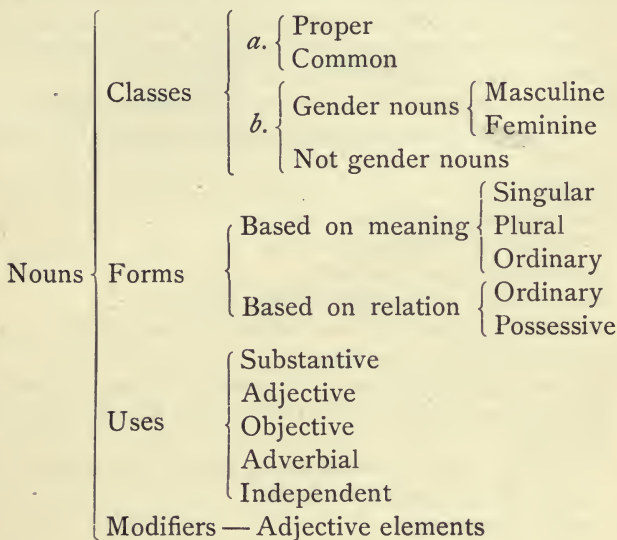 a. Proper
Common
Classes
b. Gender nouns Masculine
Feminine
Not gender nouns
Singular
Based on meaning Plural
Ordinary
Nouns Forms
Based on relation Ordinary
Possessive
Substantive
Adjective
Uses Objective
Adverbial
Independent
Modifiers — Adjective elements